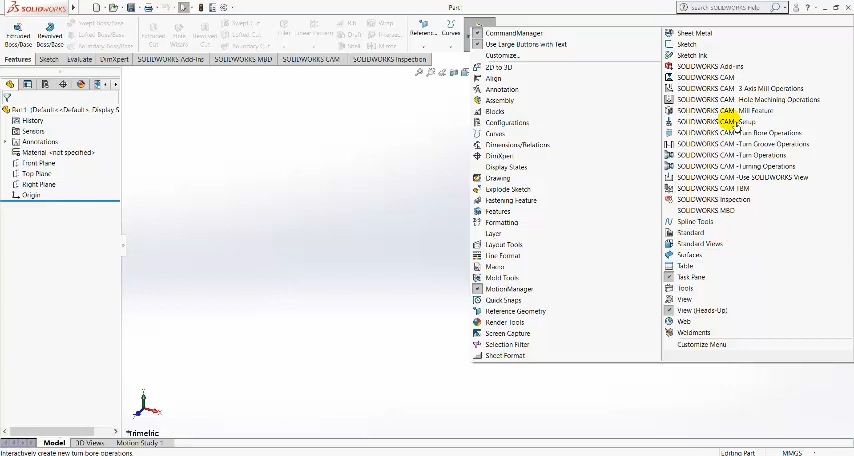 SOLIDWORKS
Part1
search SOLIDWORKS Help
Extruded Boss/Base
Revolved Boss/Base
Swept Boss/Base
Lofted Boss/Base
Boundary Boss/Base
Extruded Cut
Hole Wizard
Revolved Cut
Swept Cut
Lofted Cut
Boundary Cut
Fillet
Linear Pattern
Rib
Draft
Shell
Wrap
Intersect
Mirror
Referenc...
Curves
Features
Sketch
Evaluate
DimXpert
SOLIDWORKS Add-Ins
SOLIDWORKS MBD
SOLIDWORKS CAM
SOLIDWORKS Inspection
Part1 (Default<<Default>_Display S
History
Sensors
Annotations
Material <not specified>
Front Plane
Top Plane
Right Plane
Origin
CommandManager
Use Large Buttons with Text
Customize...
2D to 3D
Align
Annotation
Assembly
Blocks
Configurations
Curves
Dimensions/Relations
DimXpert
Display States
Drawing
Explode Sketch
Fastening Feature
Features
Formatting
Layer
Layout Tools
Line Format
Macro
Mold Tools
MotionManager
Quick Snaps
Reference Geometry
Render Tools
Screen Capture
Selection Filter
Sheet Format
Sheet Metal
Sketch
Sketch Ink
SOLIDWORKS Add-ins
SOLIDWORKS CAM
SOLIDWORKS CAM -3 Axis Mill Operations
SOLIDWORKS CAM -Hole Machining Operations
SOLIDWORKS CAM -Mill Feature
SOLIDWORKS CAM -Setup
SOLIDWORKS CAM -Turn Bore Operations
SOLIDWORKS CAM -Turn Groove Operations
SOLIDWORKS CAM -Turn Operations
SOLIDWORKS CAM -Turning Operations
SOLIDWORKS CAM -Use SOLIDWORKS View
SOLIDWORKS CAM TBM
SOLIDWORKS Inspection
SOLIDWORKS MBD
Spline Tools
Standard
Standard Views
Surfaces
Table
Task Pane
Tools
View
View (Heads-Up)
Web
Weldments
Customize Menu
*Trimetric
Model
3D Views
Motion Study 1
Interactively create new turn bore operations.
Editing Part
MMGS